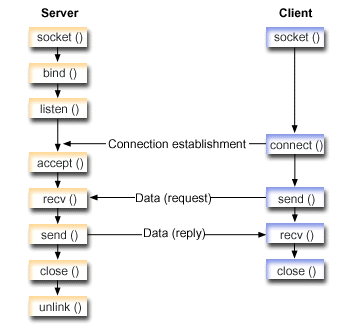 Server
Client
socket ()
socket ()
bind ()
listen ()
Connection establishment
connect ()
accept ()
recv ()
Data (request)
send ()
send ()
Data (reply)
recv ()
close ()
close ()
unlink ()